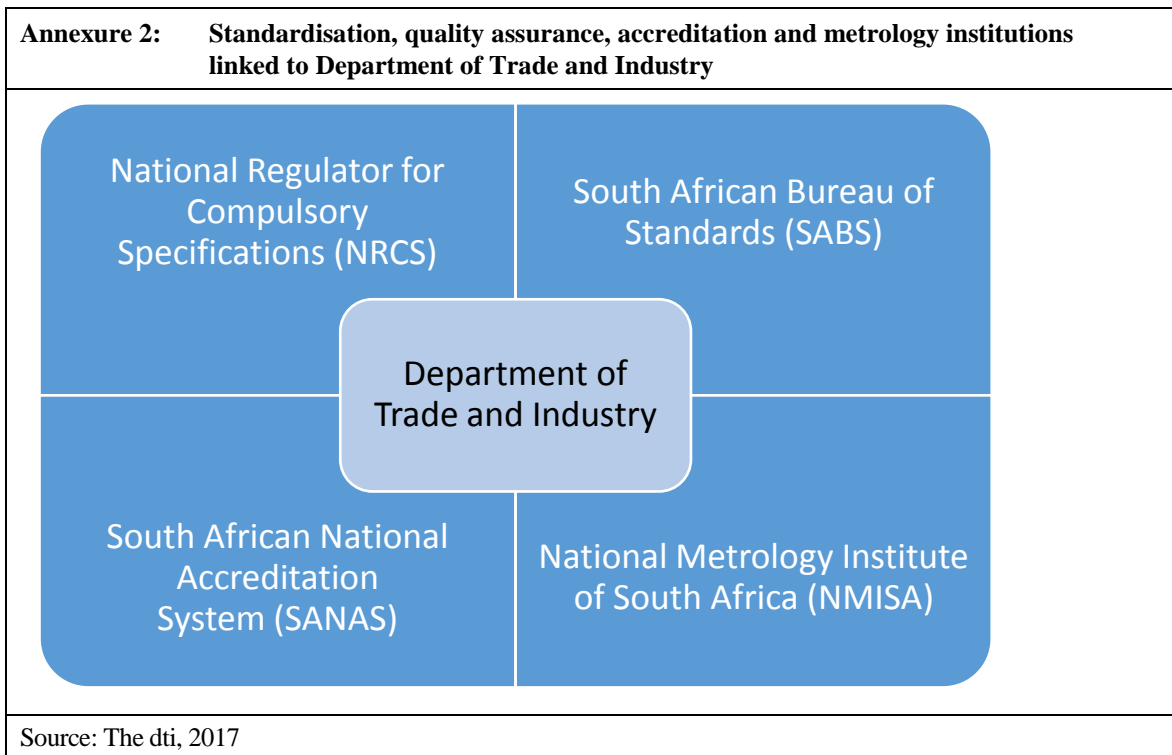 Annexure 2: Standardisation, quality assurance, accreditation and metrology institutions
linked to Department of Trade and Industry
National Regulator for
Compulsory
Specifications (NRCS)
South African Bureau of
Standards (SABS)
Department of
Trade and Industry
South African National
Accreditation
System (SANAS)
National Metrology Institute
of South Africa (NMISA)
Source: The dti, 2017